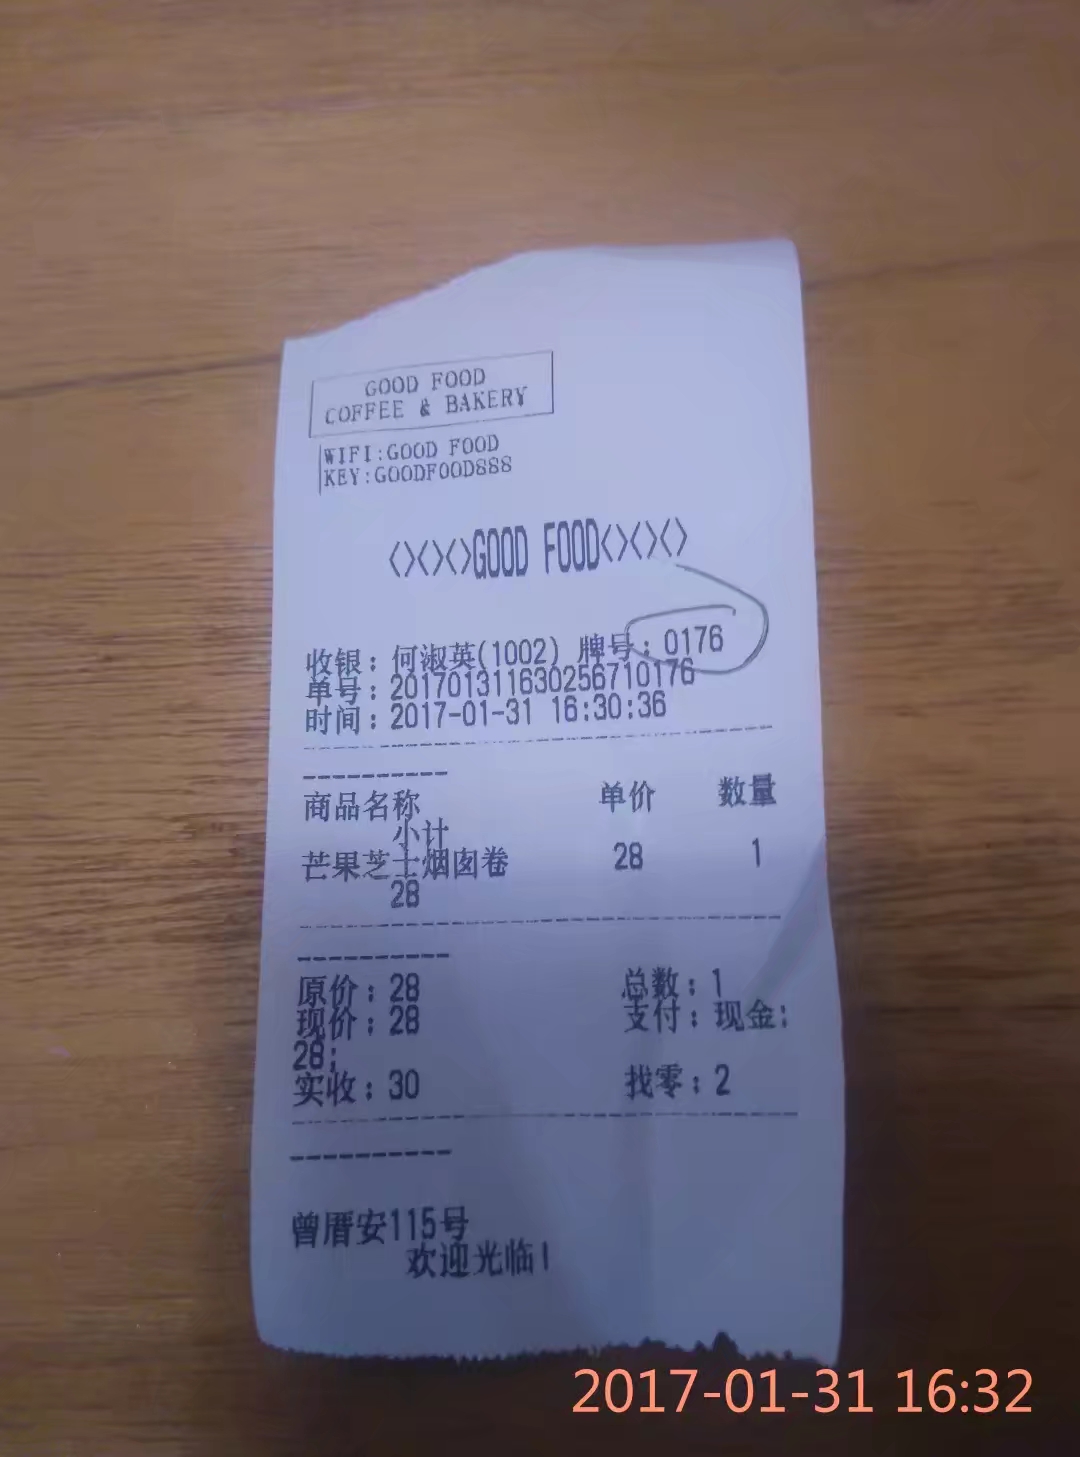 GOOD FOOD
COFFEE & BAKERY
WIFI:GOOD FOOD
KEY:GOODFOOD888
<><><>GOOD FOOD<><><>
收银：何淑英(1002) 牌号：0176
单号：201701311630256710176
时间：2017-01-31 16:30:36
商品名称 单价 数量
小计
芒果芝士烟囱卷 28 1
28
原价：28 总数：1
现价：28 支付：现金:
28;
实收：30 找零：2
曾厝安115号
欢迎光临!
2017-01-31 16:32